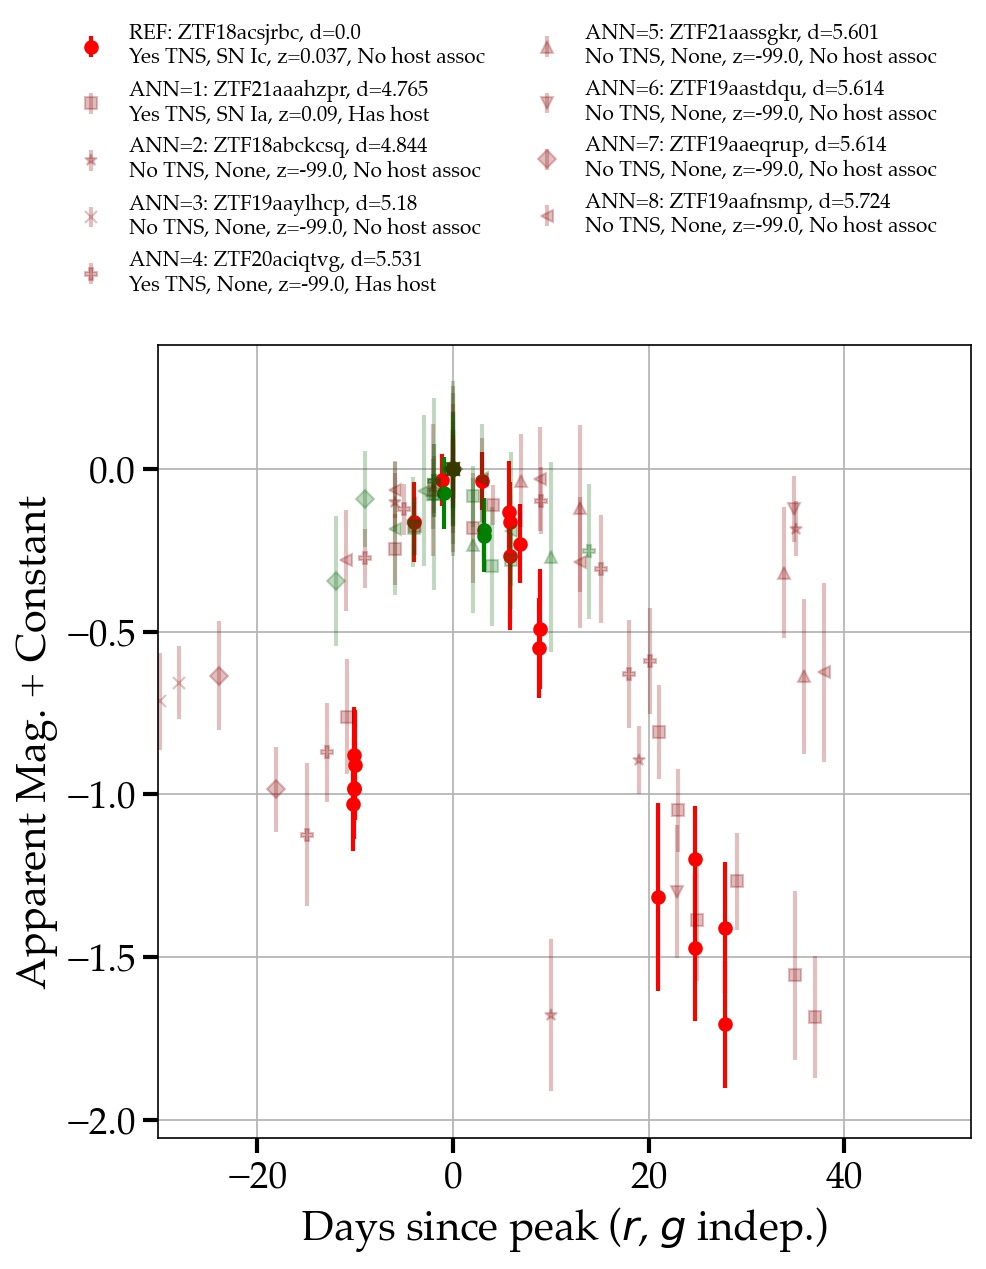 REF: ZTF18acsjrbc, d=0.0
Yes TNS, SN Ic, z=0.037, No host assoc
ANN=1: ZTF21aaahzpr, d=4.765
Yes TNS, SN Ia, z=0.09, Has host
ANN=2: ZTF18abckcsq, d=4.844
No TNS, None, z=-99.0, No host assoc
ANN=3: ZTF19aaylhcp, d=5.18
No TNS, None, z=-99.0, No host assoc
ANN=4: ZTF20aciqtvg, d=5.531
Yes TNS, None, z=-99.0, Has host
ANN=5: ZTF21aassgkr, d=5.601
No TNS, None, z=-99.0, No host assoc
ANN=6: ZTF19aastdqu, d=5.614
No TNS, None, z=-99.0, No host assoc
ANN=7: ZTF19aaeqrup, d=5.614
No TNS, None, z=-99.0, No host assoc
ANN=8: ZTF19aafnsmp, d=5.724
No TNS, None, z=-99.0, No host assoc
Apparent Mag. + Constant
0.0
−0.5
−1.0
−1.5
−2.0
−20
0
20
40
Days since peak (r, g indep.)